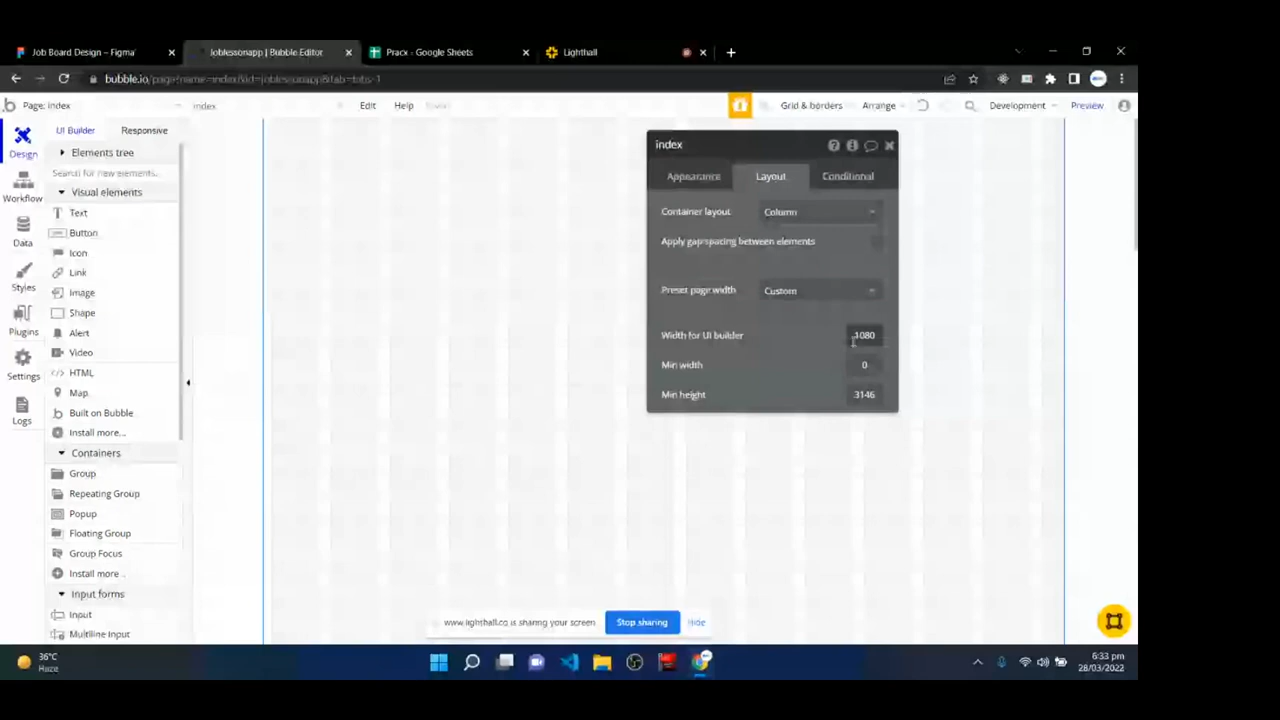 Job Board Design – Figma
joblessonapp | Bubble Editor
Pracx - Google Sheets
Lighthall
Page: index
index
Edit
Help
Grid & borders
Arrange
Development
Preview
UI Builder
Responsive
Design
Elements tree
Search for new elements...
Visual elements
Workflow
Text
Button
Data
Icon
Link
Styles
Image
Shape
Plugins
Alert
Video
Settings
HTML
Map
Logs
Built on Bubble
Install more...
Containers
Group
Repeating Group
Popup
Floating Group
Group Focus
Install more...
Input forms
Input
Multiline Input
index
Appearance
Layout
Conditional
Container layout
Column
Apply gap spacing between elements
Preset page width
Custom
Width for UI builder
1080
Min width
0
Min height
3146
www.lighthall.co is sharing your screen
Stop sharing
Hide
36°C
Haze
6:33 pm
28/03/2022